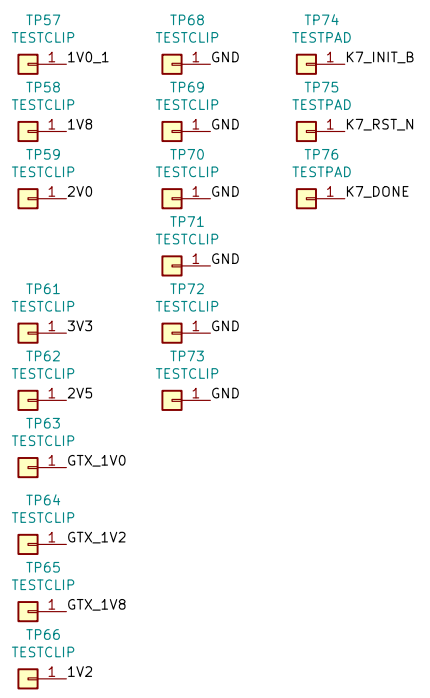 TP57
TESTCLIP
1 1V0_1
TP58
TESTCLIP
1 1V8
TP59
TESTCLIP
1 2V0
TP61
TESTCLIP
1 3V3
TP62
TESTCLIP
1 2V5
TP63
TESTCLIP
1 GTX_1V0
TP64
TESTCLIP
1 GTX_1V2
TP65
TESTCLIP
1 GTX_1V8
TP66
TESTCLIP
1 1V2
TP68
TESTCLIP
1 GND
TP69
TESTCLIP
1 GND
TP70
TESTCLIP
1 GND
TP71
TESTCLIP
1 GND
TP72
TESTCLIP
1 GND
TP73
TESTCLIP
1 GND
TP74
TESTPAD
1 K7_INIT_B
TP75
TESTPAD
1 K7_RST_N
TP76
TESTPAD
1 K7_DONE